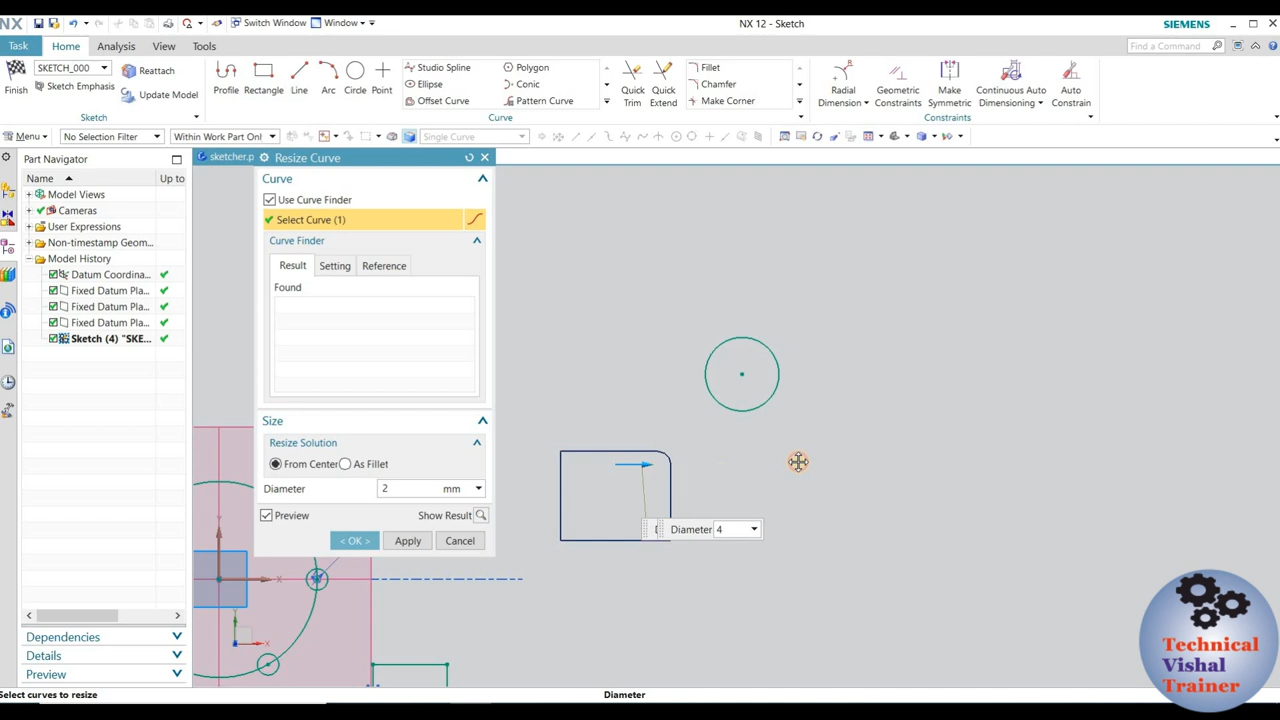 NX
Switch Window
Window
NX 12 - Sketch
SIEMENS
Task
Home
Analysis
View
Tools
Find a Command
SKETCH_000
Reattach
Finish
Sketch Emphasis
Update Model
Sketch
Profile
Rectangle
Line
Arc
Circle
Point
Studio Spline
Polygon
Ellipse
Conic
Offset Curve
Pattern Curve
Quick Trim
Quick Extend
Fillet
Chamfer
Make Corner
Curve
Radial Dimension
Geometric Constraints
Make Symmetric
Continuous Auto Dimensioning
Auto Constrain
Constraints
Menu
No Selection Filter
Within Work Part Onl
Single Curve
Part Navigator
Name
Up to
Model Views
Cameras
User Expressions
Non-timestamp Geom...
Model History
Datum Coordina...
Fixed Datum Pla...
Fixed Datum Pla...
Fixed Datum Pla...
Sketch (4) "SKE...
Dependencies
Details
Preview
sketcher.p
Resize Curve
Curve
Use Curve Finder
Select Curve (1)
Curve Finder
Result
Setting
Reference
Found
Size
Resize Solution
From Center
As Fillet
Diameter
2
mm
Preview
Show Result
< OK >
Apply
Cancel
Diameter 4
Y
X
Y
X
Technical
Vishal
Trainer
Select curves to resize
Diameter